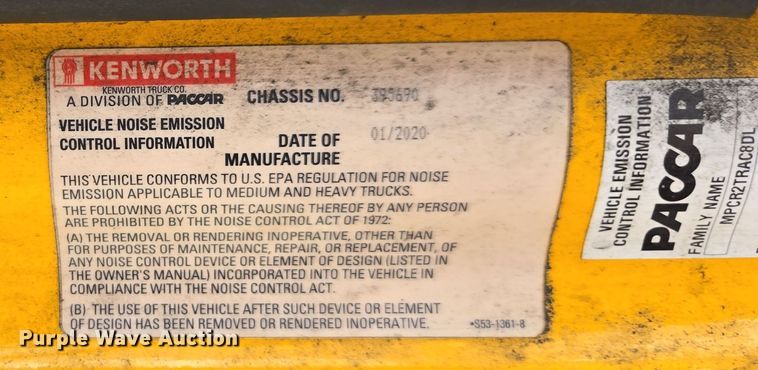 KENWORTH
KENWORTH TRUCK CO.
A DIVISION OF PACCAR
CHASSIS NO.
VEHICLE NOISE EMISSION
CONTROL INFORMATION
DATE OF
MANUFACTURE
01/2020
THIS VEHICLE CONFORMS TO U.S. EPA REGULATION FOR NOISE
EMISSION APPLICABLE TO MEDIUM AND HEAVY TRUCKS.
THE FOLLOWING ACTS OR THE CAUSING THEREOF BY ANY PERSON
ARE PROHIBITED BY THE NOISE CONTROL ACT OF 1972:
(A) THE REMOVAL OR RENDERING INOPERATIVE, OTHER THAN
FOR PURPOSES OF MAINTENANCE, REPAIR, OR REPLACEMENT, OF
ANY NOISE CONTROL DEVICE OR ELEMENT OF DESIGN (LISTED IN
THE OWNER'S MANUAL) INCORPORATED INTO THE VEHICLE IN
COMPLIANCE WITH THE NOISE CONTROL ACT.
(B) THE USE OF THIS VEHICLE AFTER SUCH DEVICE OR ELEMENT
OF DESIGN HAS BEEN REMOVED OR RENDERED INOPERATIVE.
•S53-1361-8
VEHICLE EMISSION
CONTROL INFORMATION
PACCAR
FAMILY NAME
MPCR2TRAC8DL
Purple Wave Auction